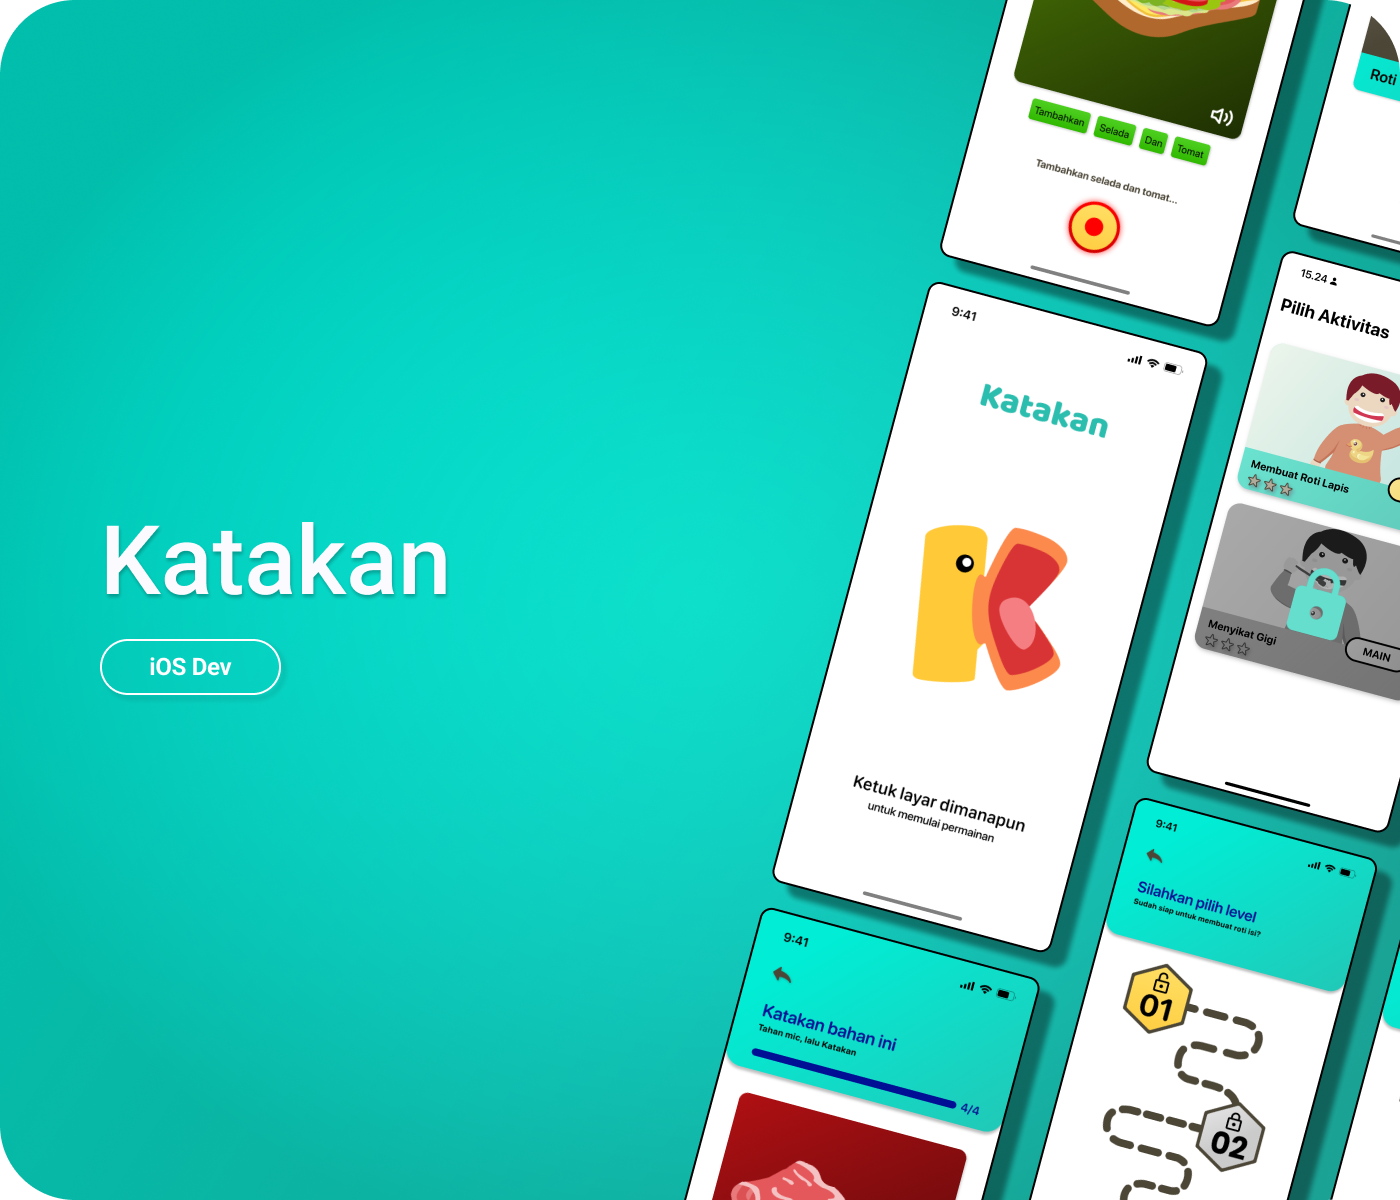 Katakan
iOS Dev
Tambahkan
Selada
Dan
Tomat
Tambahkan selada dan tomat...
Roti
9:41
Katakan
Ketuk layar dimanapun
untuk memulai permainan
15.24
Pilih Aktivitas
Membuat Roti Lapis
Menyikat Gigi
MAIN
9:41
Katakan bahan ini
Tahan mic, lalu Katakan
4/4
9:41
Silahkan pilih level
Sudah siap untuk membuat roti isi?
01
02